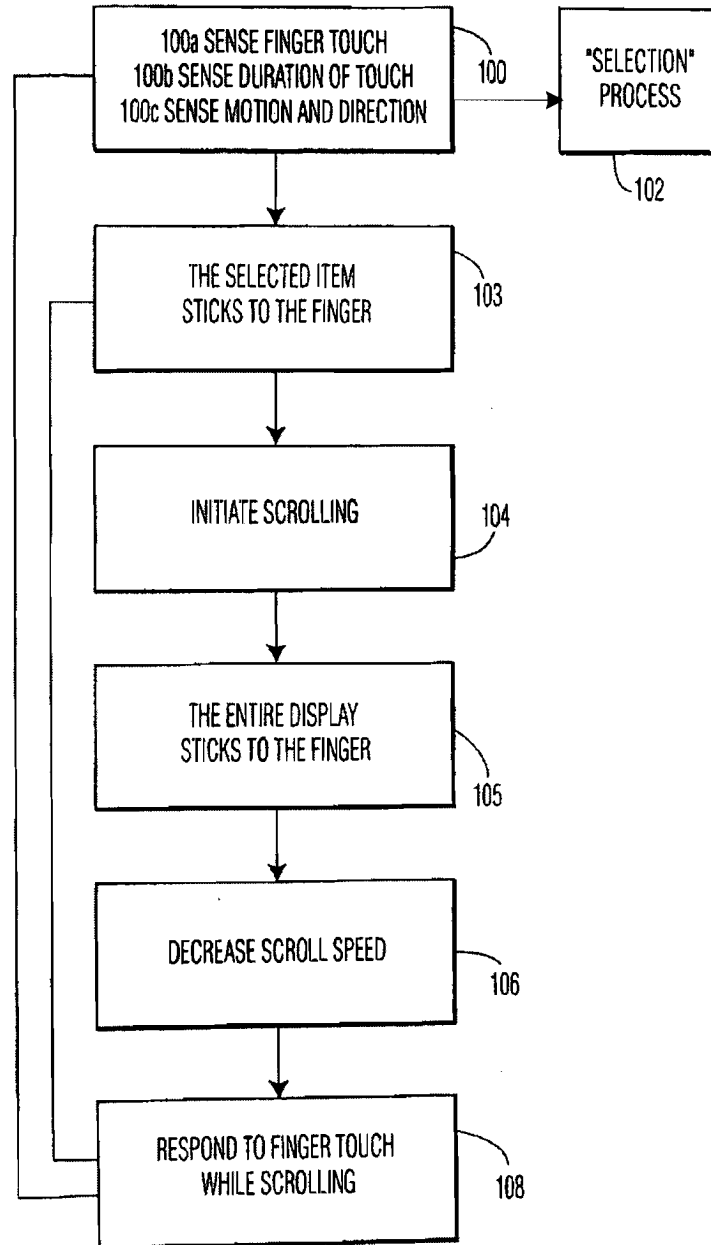 100a SENSE FINGER TOUCH
100b SENSE DURATION OF TOUCH
100c SENSE MOTION AND DIRECTION
100
"SELECTION"
PROCESS
102
THE SELECTED ITEM
STICKS TO THE FINGER
103
INITIATE SCROLLING
104
THE ENTIRE DISPLAY
STICKS TO THE FINGER
105
DECREASE SCROLL SPEED
106
RESPOND TO FINGER TOUCH
WHILE SCROLLING
108